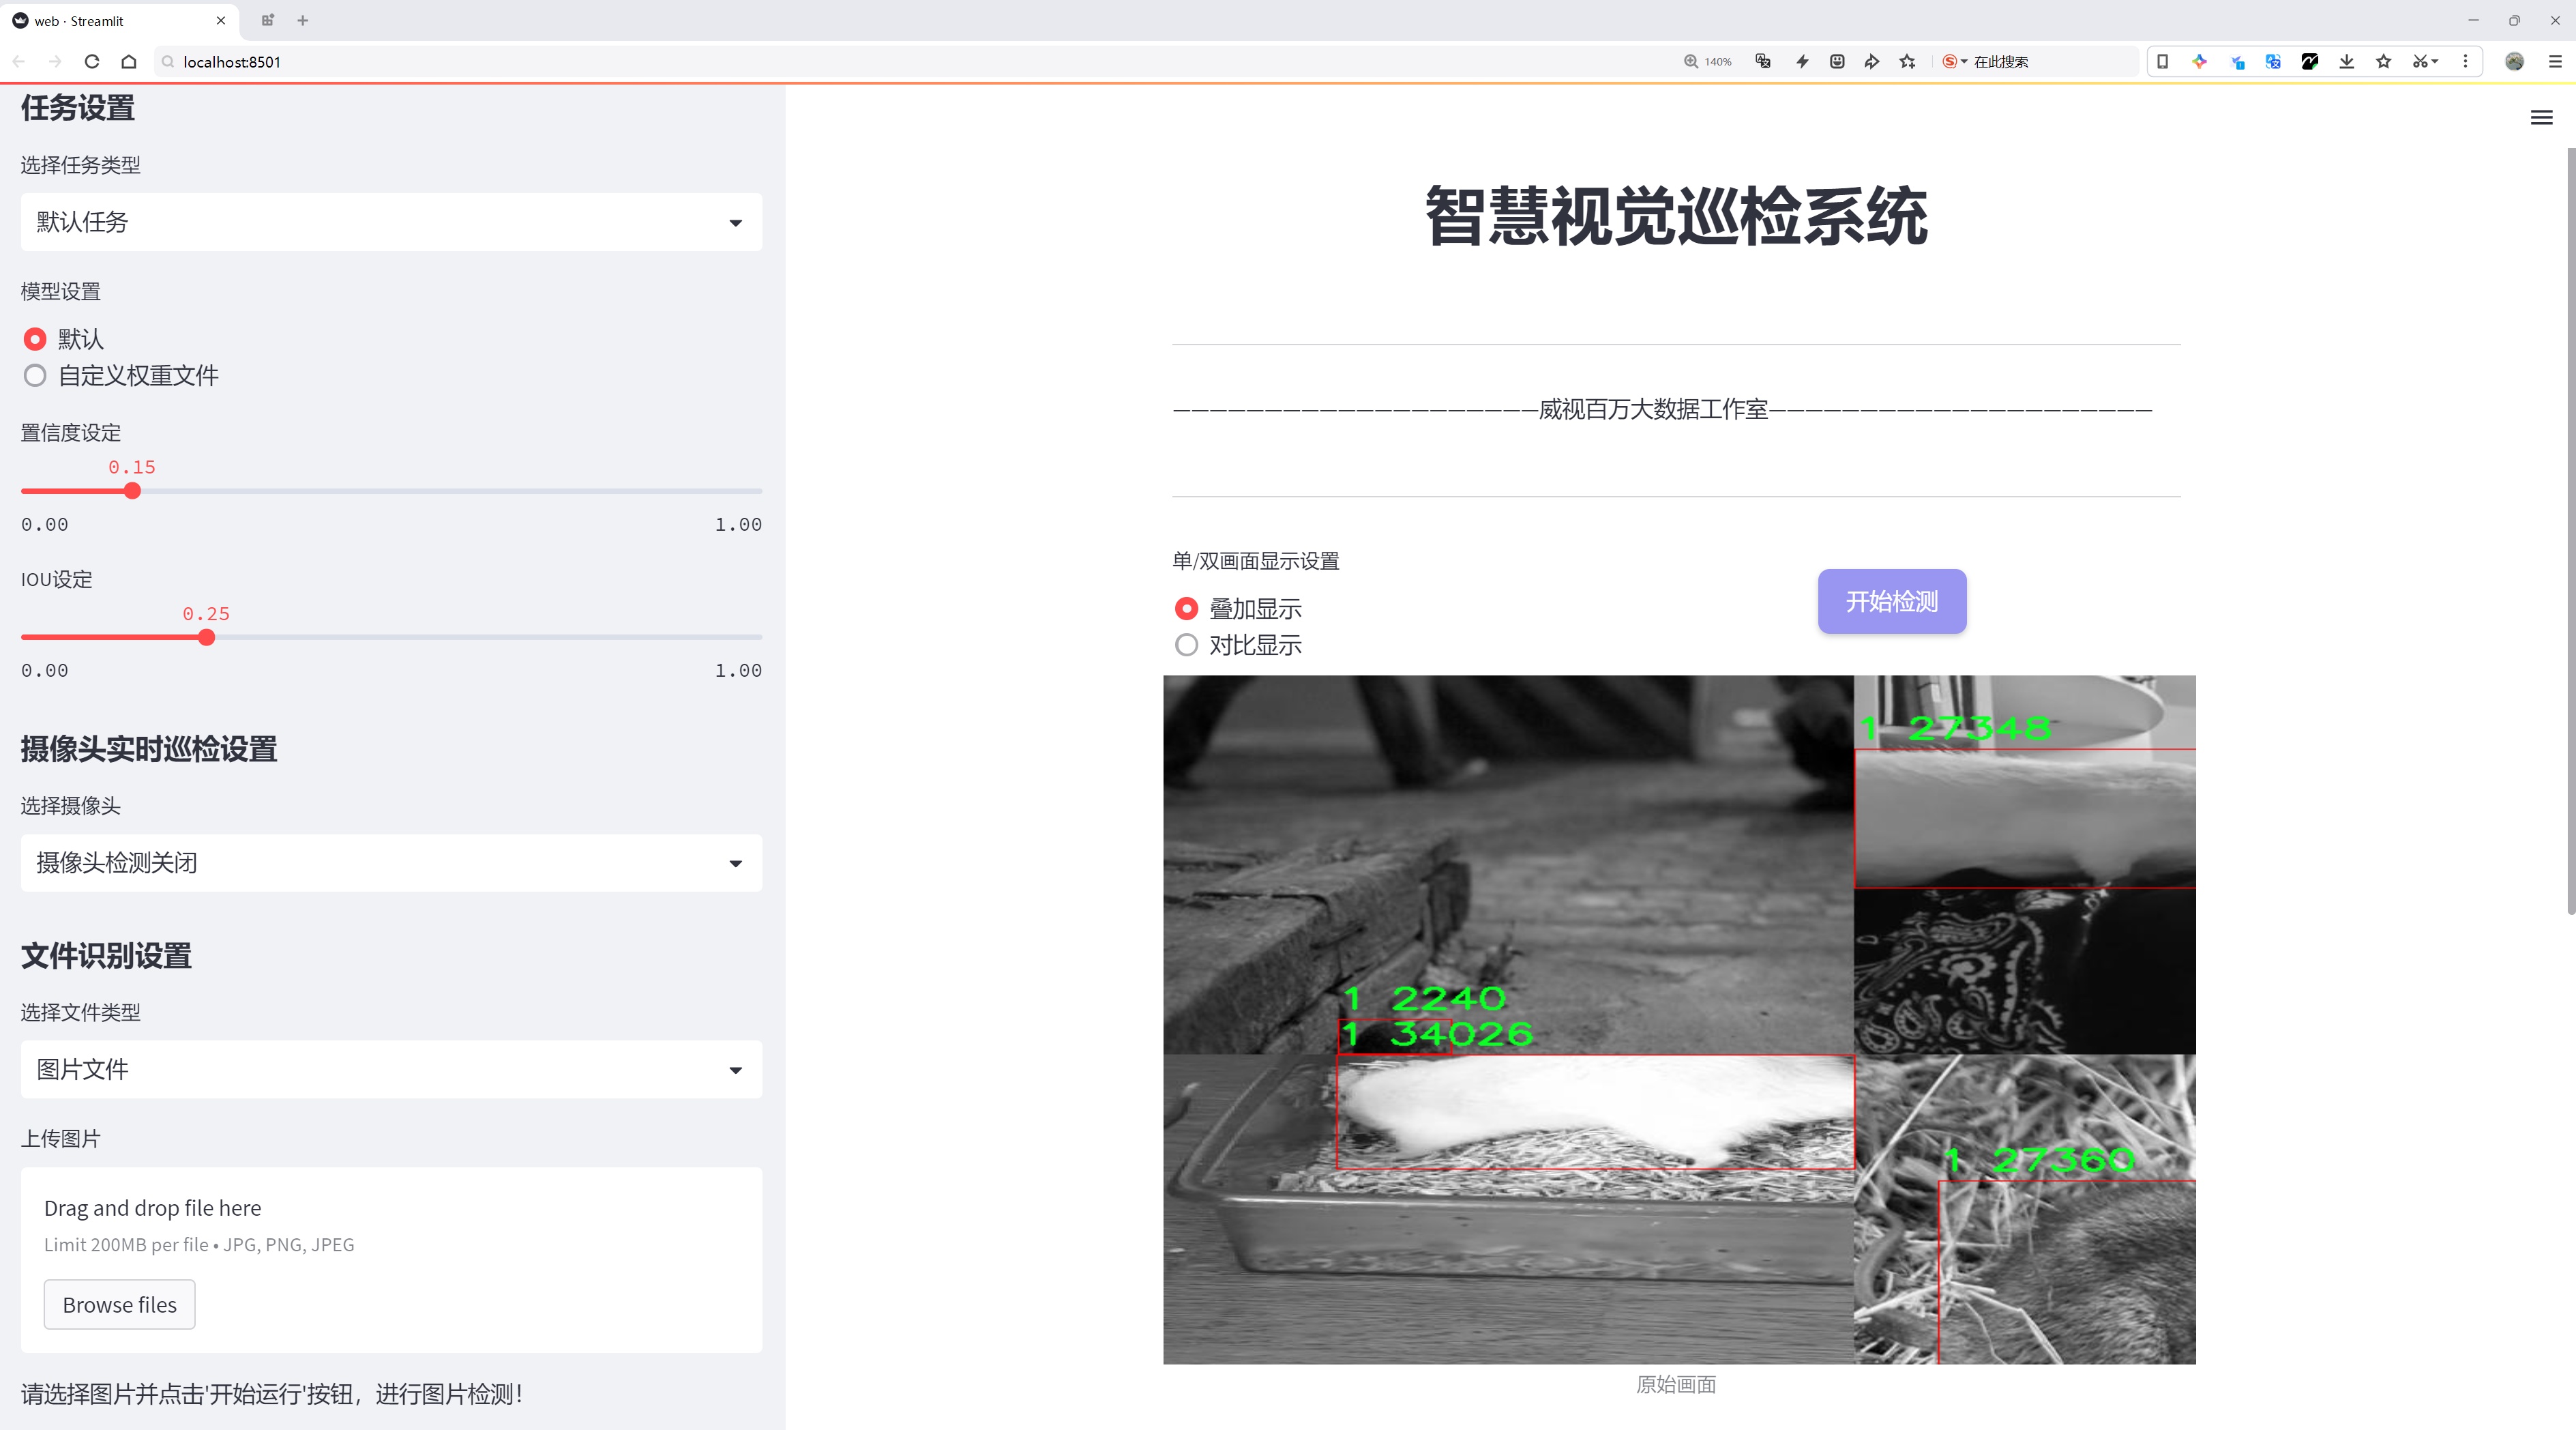 web · Streamlit
localhost:8501
140%
在此搜索
任务设置
选择任务类型
默认任务
模型设置
默认
自定义权重文件
置信度设定
0.15
0.00
1.00
IOU设定
0.25
0.00
1.00
摄像头实时巡检设置
选择摄像头
摄像头检测关闭
文件识别设置
选择文件类型
图片文件
上传图片
Drag and drop file here
Limit 200MB per file • JPG, PNG, JPEG
Browse files
请选择图片并点击'开始运行'按钮，进行图片检测！
智慧视觉巡检系统
————————————————————威视百万大数据工作室—————————————————————
单/双画面显示设置
叠加显示
对比显示
开始检测
1 27348
1 2240
1 34026
1 27360
原始画面